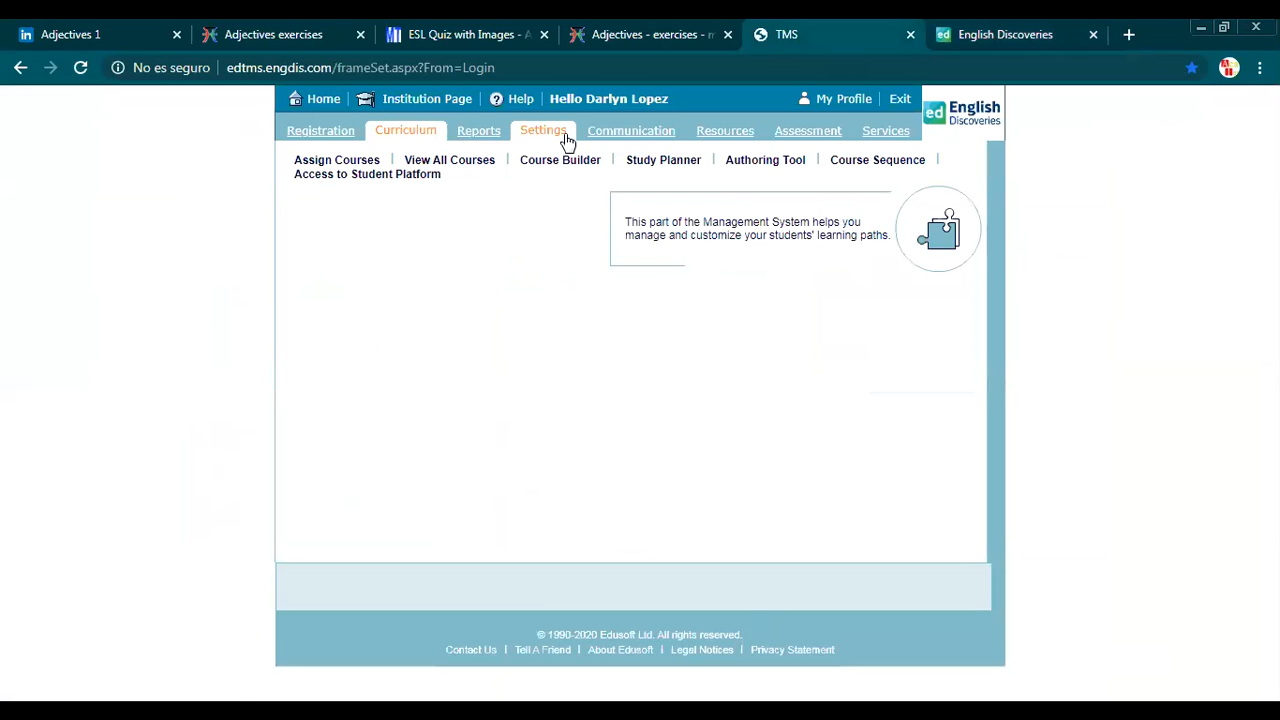 Adjectives 1
Adjectives exercises
ESL Quiz with Images - A
Adjectives - exercises - m
TMS
English Discoveries
No es seguro
edtms.engdis.com/frameSet.aspx?From=Login
Home
Institution Page
Help
Hello Darlyn Lopez
My Profile
Exit
ed English Discoveries
Registration
Curriculum
Reports
Settings
Communication
Resources
Assessment
Services
Assign Courses
View All Courses
Course Builder
Study Planner
Authoring Tool
Course Sequence
Access to Student Platform
This part of the Management System helps you
manage and customize your students' learning paths.
© 1990-2020 Edusoft Ltd. All rights reserved.
Contact Us
Tell A Friend
About Edusoft
Legal Notices
Privacy Statement